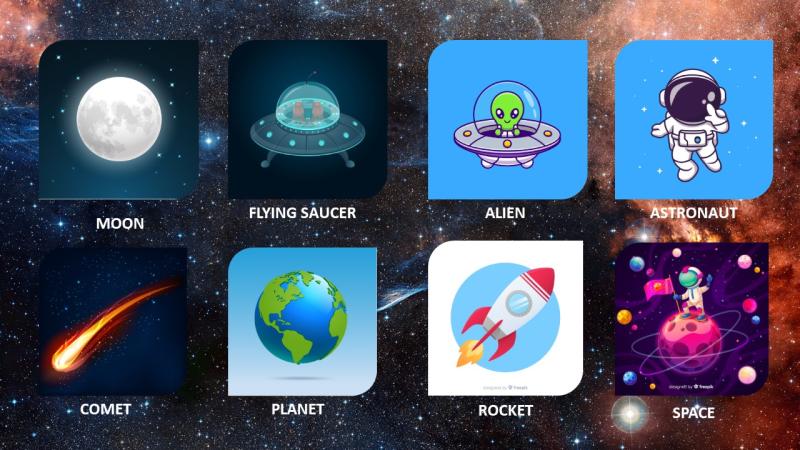 MOON
FLYING SAUCER
ALIEN
ASTRONAUT
COMET
PLANET
designed by freepik
ROCKET
designed by freepik
SPACE